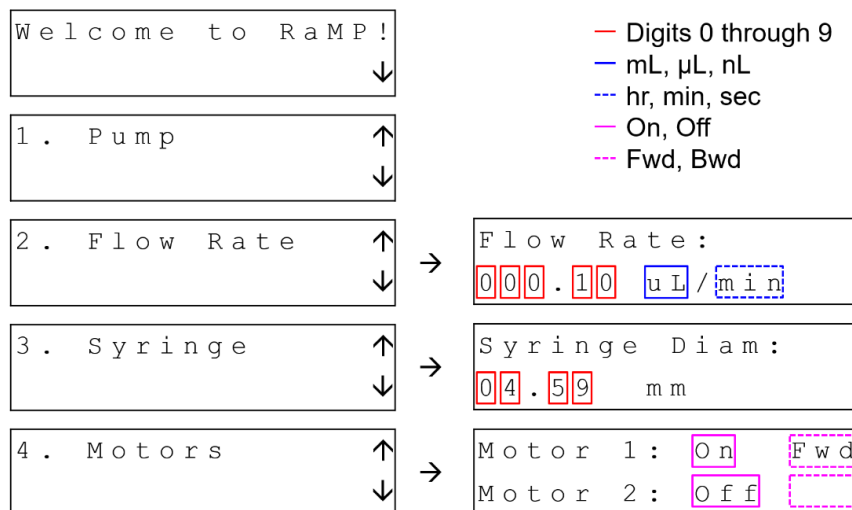 Welcome to RaMP!
↓
1. Pump ↑
↓
2. Flow Rate ↑
↓
→
Flow Rate:
000.10 uL/min
3. Syringe ↑
↓
→
Syringe Diam:
04.59 mm
4. Motors ↑
↓
→
Motor 1: On Fwd
Motor 2: Off
Digits 0 through 9
mL, µL, nL
hr, min, sec
On, Off
Fwd, Bwd